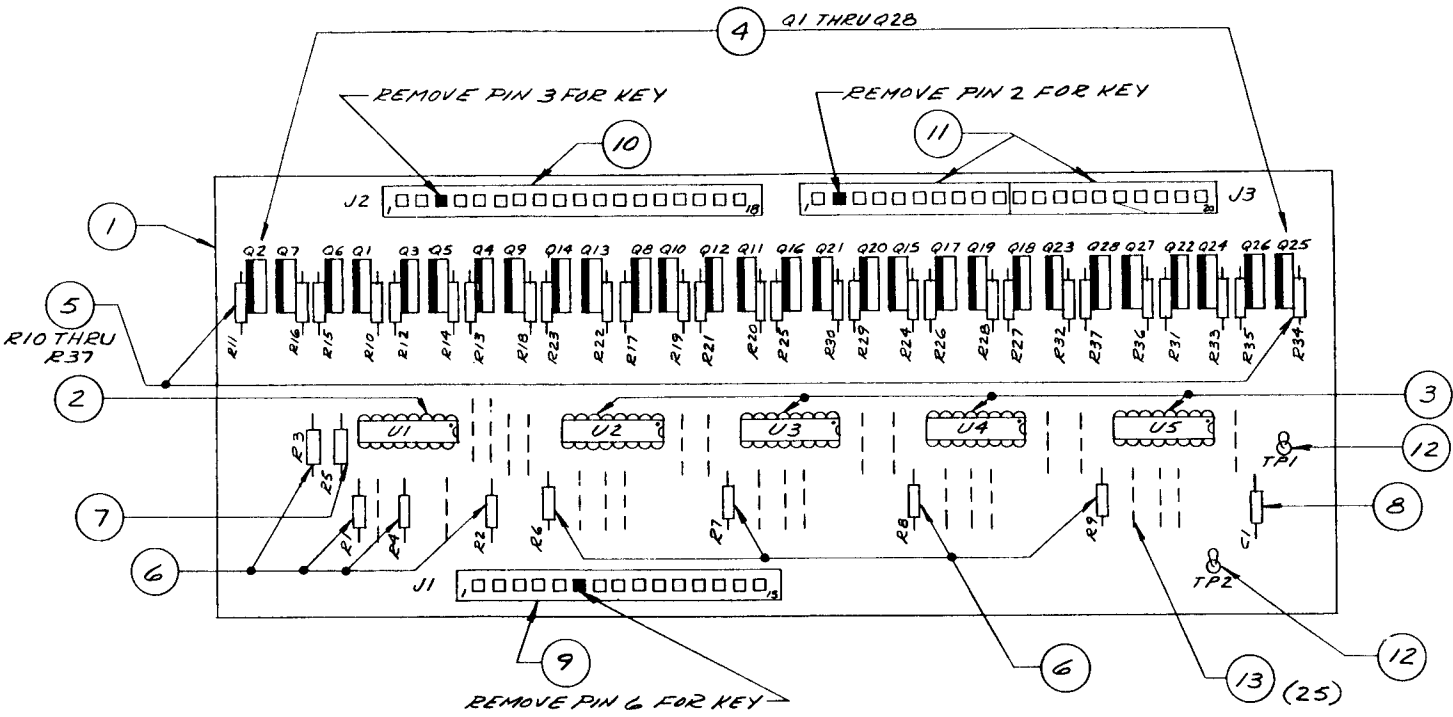 4
Q1 THRU Q28
REMOVE PIN 3 FOR KEY
REMOVE PIN 2 FOR KEY
10
11
J2
1
18
1
20
J3
1
Q2 Q7 Q6 Q1 Q3 Q5 Q4 Q9 Q14 Q13 Q8 Q10 Q12 Q11 Q16 Q21 Q20 Q15 Q17 Q19 Q18 Q23 Q28 Q27 Q22 Q24 Q26 Q25
5
R10 THRU
R37
R11 R16 R15 R10 R12 R14 R13 R18 R23 R22 R17 R19 R21 R20 R25 R30 R29 R24 R26 R28 R27 R32 R37 R36 R31 R33 R35 R34
2
3
U1 U2 U3 U4 U5
R3
R5
TP1
12
7
R1 R4 R2 R6 R7 R8 R9 C1
8
6
J1
1
15
TP2
9
6
13 (25)
12
REMOVE PIN 6 FOR KEY